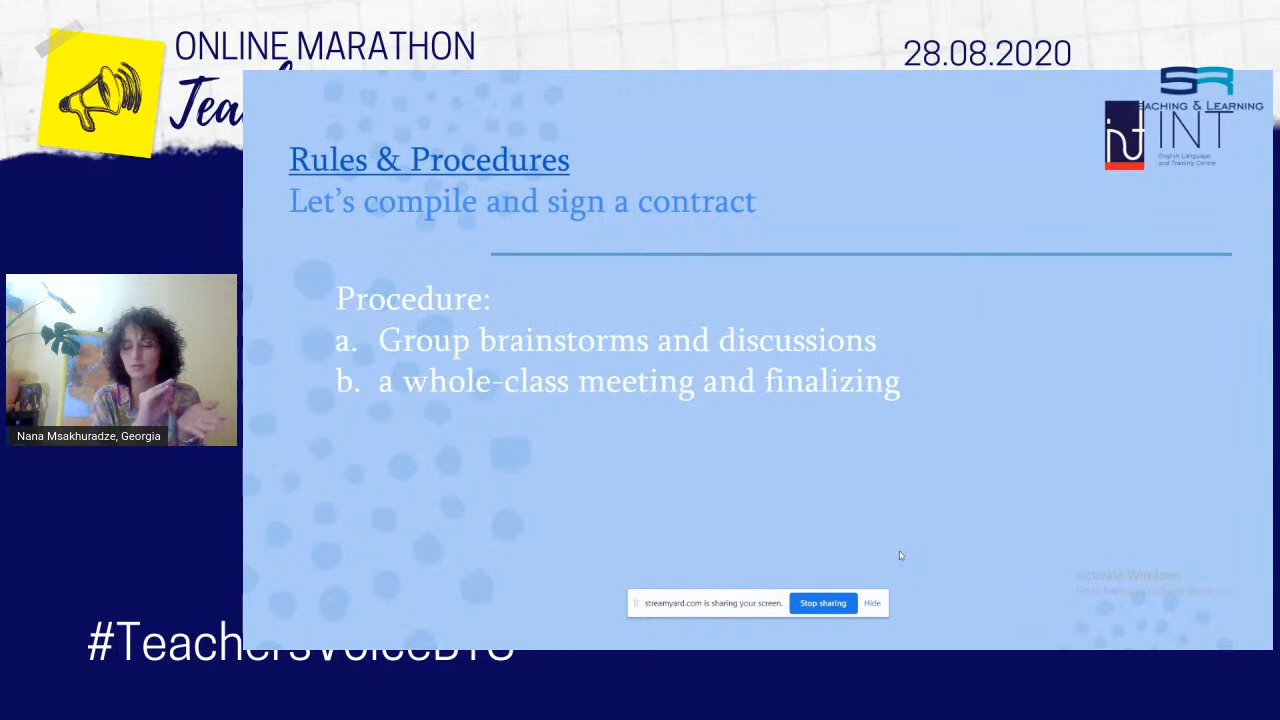 ONLINE MARATHON
28.08.2020
Rules & Procedures
Let's compile and sign a contract
Procedure:
a. Group brainstorms and discussions
b. a whole-class meeting and finalizing
INT
English Language
and Training Centre
& LEARNING
Nana Msakhuradze, Georgia
streamyard.com is sharing your screen. Stop sharing Hide
Activate Windows